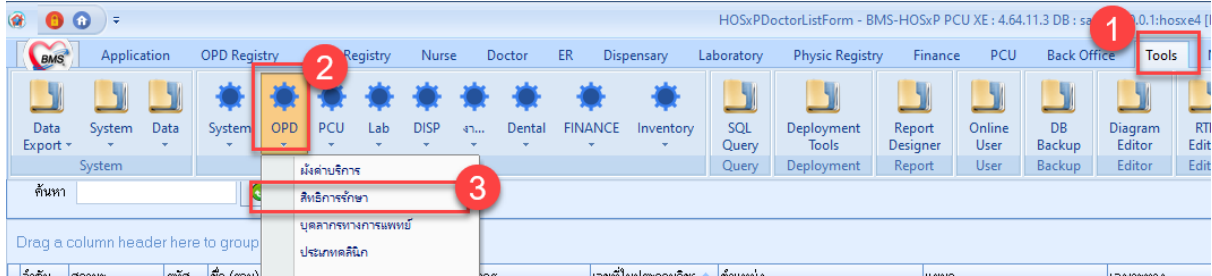 HOSxPDoctorListForm - BMS-HOSxP PCU XE : 4.64.11.3 DB : sa 0.0.1:hosxe4
1
BMS Application OPD Registry Registry Nurse Doctor ER Dispensary Laboratory Physic Registry Finance PCU Back Office Tools
2
Data Export System Data System OPD PCU Lab DISP งา... Dental FINANCE Inventory SQL Query Deployment Tools Report Designer Online User DB Backup Diagram Editor
System Query Deployment Report User Backup Editor
ผังค่าบริการ
ค้นหา สิทธิการรักษา 3
บุคลากรทางการแพทย์
Drag a column header here to group ประเภทคลินิก